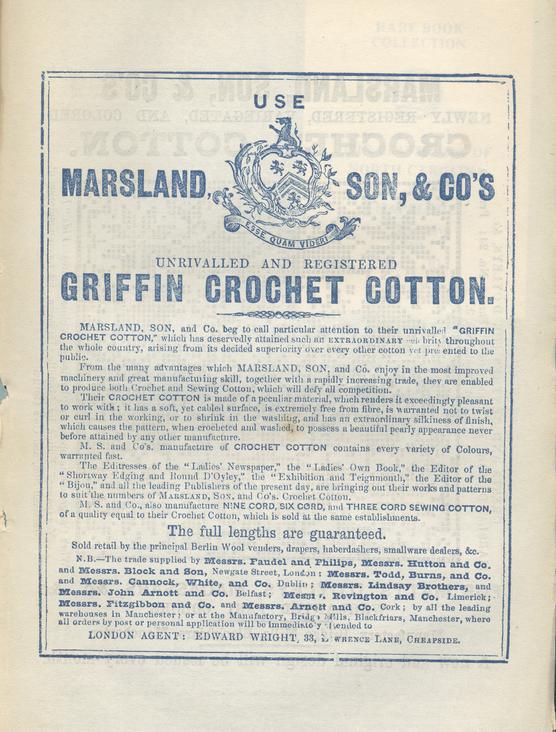 RARE BOOK
COLLECTION
USE
MARSLAND, SON, & CO'S
ESSE QUAM VIDERI
UNRIVALLED AND REGISTERED
GRIFFIN CROCHET COTTON.
MARSLAND, SON, and Co. beg to call particular attention to their unrivalled "GRIFFIN
CROCHET COTTON," which has deservedly attained such an EXTRAORDINARY throughout
the whole country, arising from its decided superiority over every other cotton yet presented to the
public.
From the many advantages which MARSLAND, SON, and Co. enjoy in the most improved
machinery and great manufacturing skill, together with a rapidly increasing trade, they are enabled
to produce both Crochet and Sewing Cotton, which will defy all competition.
Their CROCHET COTTON is made of a peculiar material, which renders it exceedingly pleasant
to work with; it has a soft, yet cabled surface, is extremely free from fibre, is warranted not to twist
or curl in the working, or to shrink in the washing, and has an extraordinary silkiness of finish,
which causes the pattern, when crocheted and washed, to possess a beautiful pearly appearance never
before attained by any other manufacture.
M. S. and Co's. manufacture of CROCHET COTTON contains every variety of Colours,
warranted fast.
The Editresses of the "Ladies' Newspaper," the "Ladies' Own Book," the Editor of the
"Shortway Edging and Round D'Oyley," the "Exhibition and Teignmouth," the Editor of the
"Bijou," and all the leading Publishers of the present day, are bringing out their works and patterns
to suit the numbers of MARSLAND, SON, and Co's. Crochet Cotton.
M. S. and Co., also manufacture NINE CORD, SIX CORD, and THREE CORD SEWING COTTON,
of a quality equal to their Crochet Cotton, which is sold at the same establishments.
The full lengths are guaranteed.
Sold retail by the principal Berlin Wool venders, drapers, haberdashers, smallware dealers, &c.
N.B.—The trade supplied by Messrs. Faudel and Philips, Messrs. Hutton and Co.
and Messrs. Block and Son, Newgate Street, London; Messrs. Todd, Burns, and Co.
and Messrs. Cannock, White, and Co. Dublin; Messrs. Lindsay Brothers, and
Messrs. John Arnott and Co. Belfast; Messrs. Revington and Co. Limerick;
Messrs. Fitzgibbon and Co. and Messrs. Arnott and Co. Cork; by all the leading
warehouses in Manchester; or at the Manufactory, Bridge Mills, Blackfriars, Manchester, where
all orders by post or personal application will be immediately attended to
LONDON AGENT: EDWARD WRIGHT, 33, LAWRENCE LANE, CHEAPSIDE.